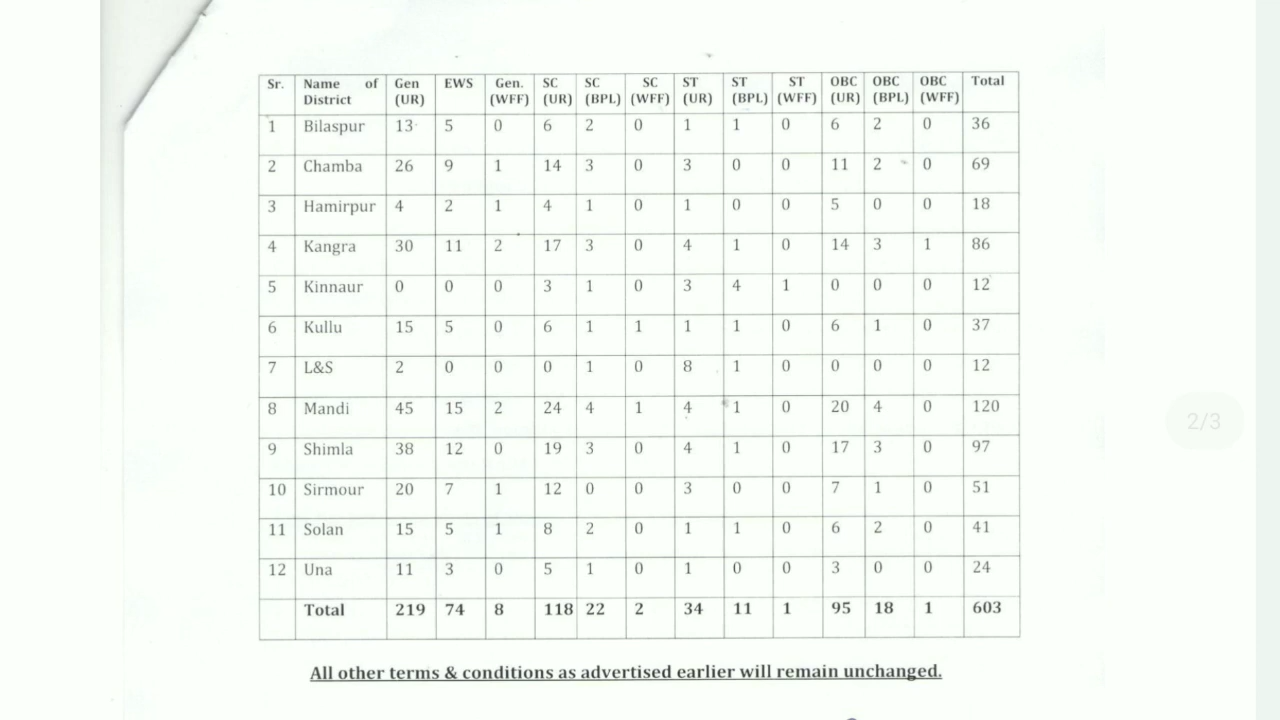 Sr. Name of District Gen (UR) EWS Gen. (WFF) SC (UR) SC (BPL) SC (WFF) ST (UR) ST (BPL) ST (WFF) OBC (UR) OBC (BPL) OBC (WFF) Total
1 Bilaspur 13 5 0 6 2 0 1 1 0 6 2 0 36
2 Chamba 26 9 1 14 3 0 3 0 0 11 2 0 69
3 Hamirpur 4 2 1 4 1 0 1 0 0 5 0 0 18
4 Kangra 30 11 2 17 3 0 4 1 0 14 3 1 86
5 Kinnaur 0 0 0 3 1 0 3 4 1 0 0 0 12
6 Kullu 15 5 0 6 1 1 1 1 0 6 1 0 37
7 L&S 2 0 0 0 1 0 8 1 0 0 0 0 12
8 Mandi 45 15 2 24 4 1 4 1 0 20 4 0 120
9 Shimla 38 12 0 19 3 0 4 1 0 17 3 0 97
10 Sirmour 20 7 1 12 0 0 3 0 0 7 1 0 51
11 Solan 15 5 1 8 2 0 1 1 0 6 2 0 41
12 Una 11 3 0 5 1 0 1 0 0 3 0 0 24
Total 219 74 8 118 22 2 34 11 1 95 18 1 603
All other terms & conditions as advertised earlier will remain unchanged.
2/3